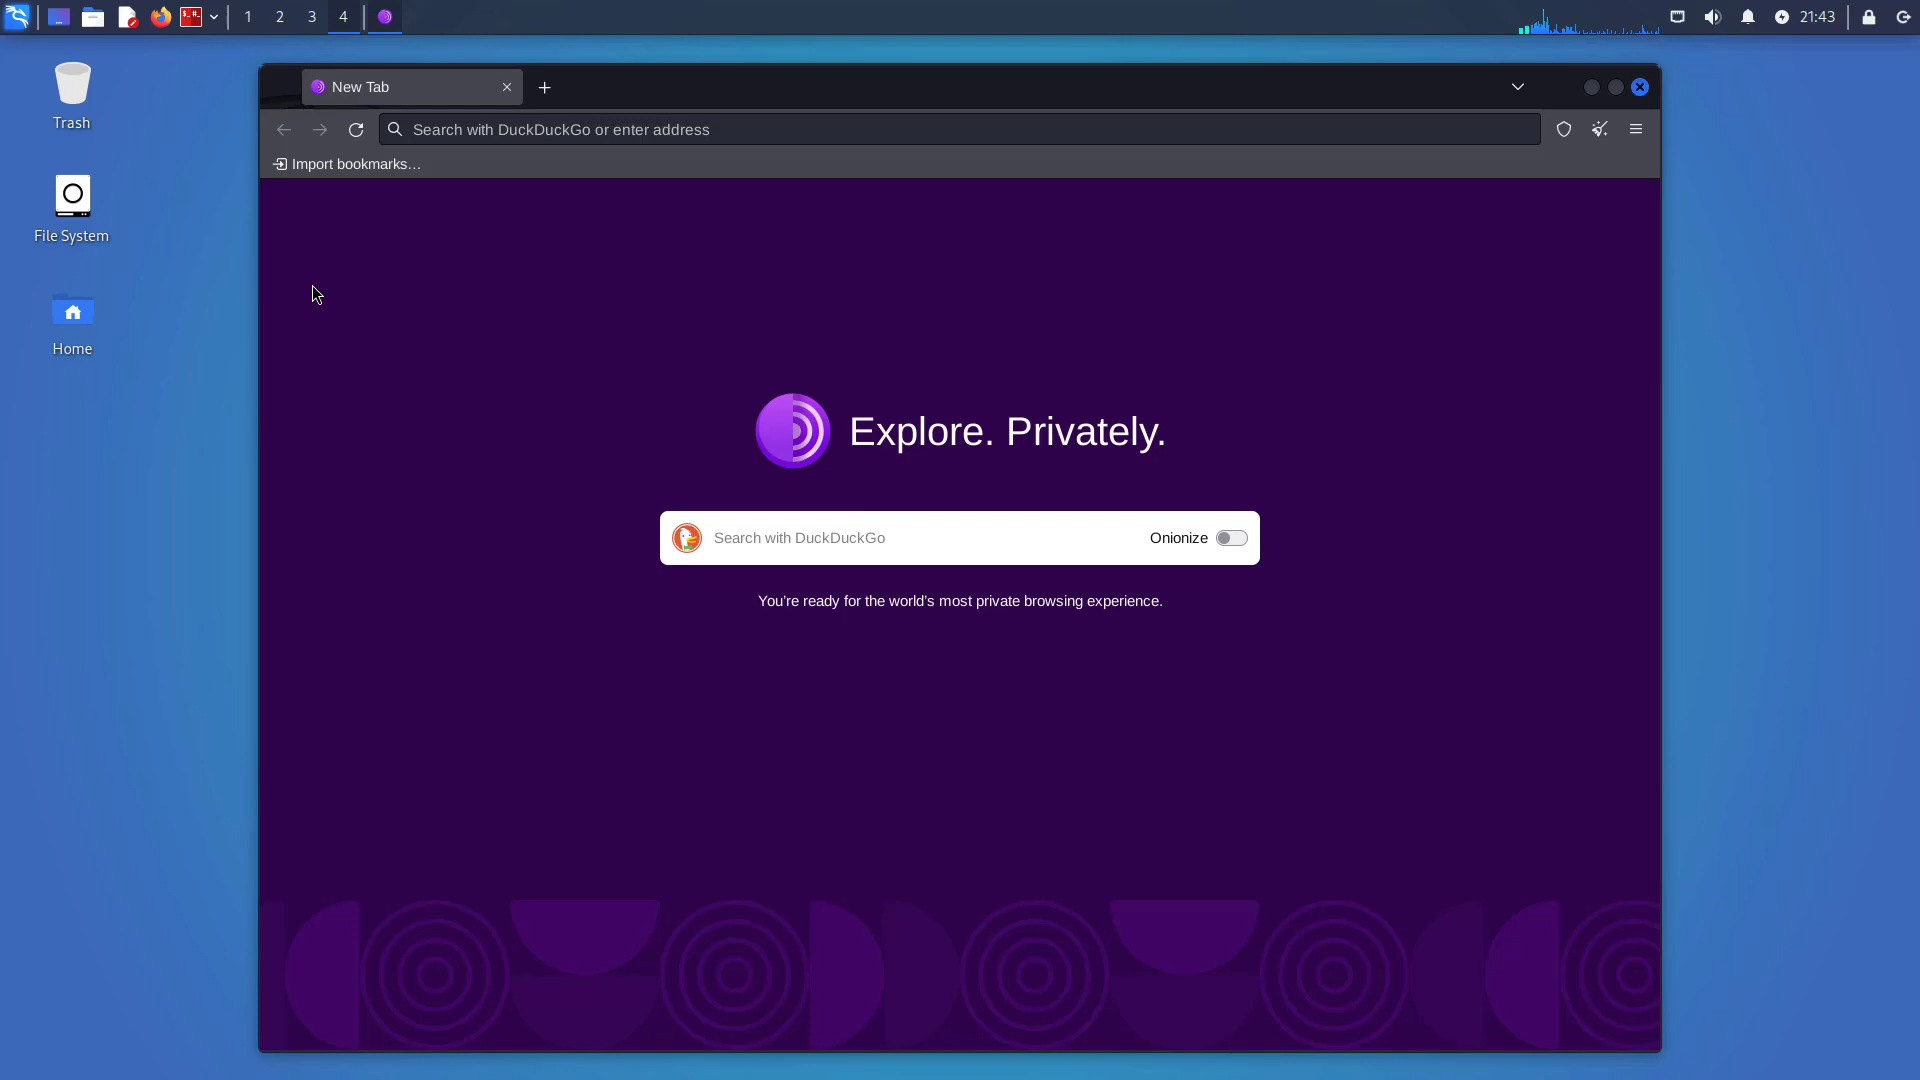 1 2 3 4
21:43
Trash
File System
Home
New Tab
Search with DuckDuckGo or enter address
Import bookmarks…
Explore. Privately.
Search with DuckDuckGo
Onionize
You’re ready for the world’s most private browsing experience.